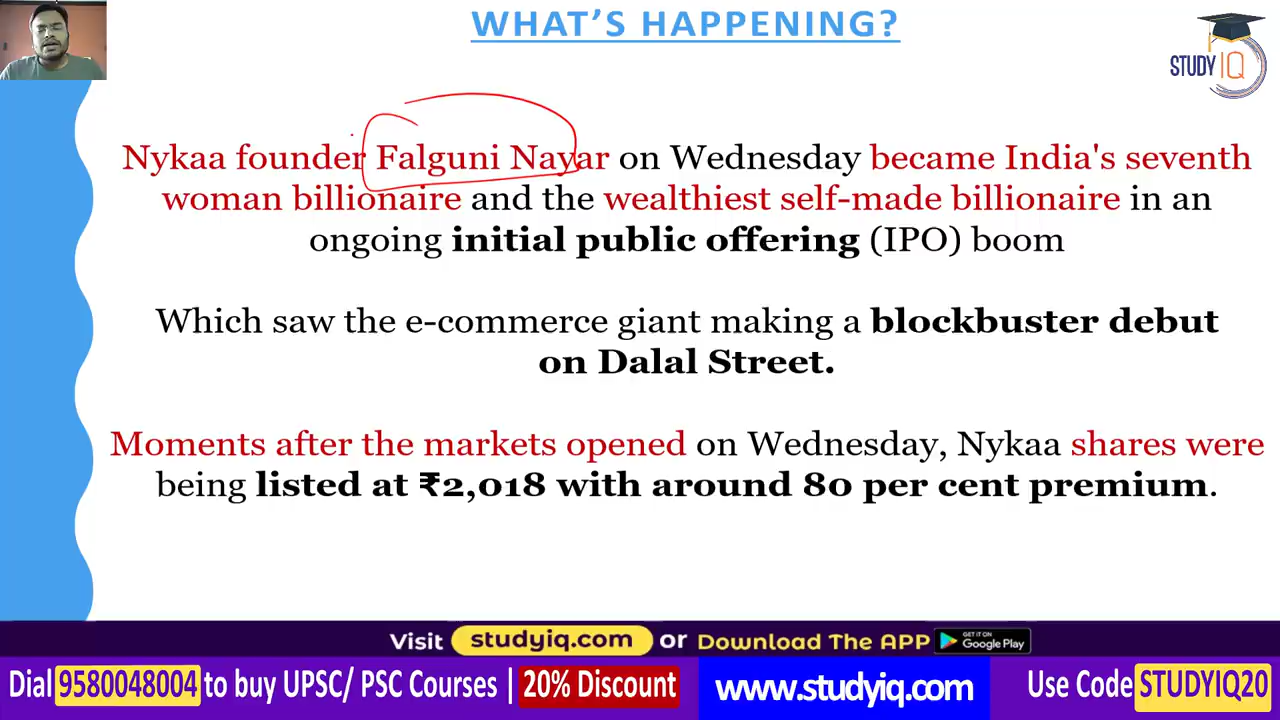 WHAT'S HAPPENING?
STUDY IQ
Nykaa founder Falguni Nayar on Wednesday became India's seventh
woman billionaire and the wealthiest self-made billionaire in an
ongoing initial public offering (IPO) boom
Which saw the e-commerce giant making a blockbuster debut
on Dalal Street.
Moments after the markets opened on Wednesday, Nykaa shares were
being listed at ₹2,018 with around 80 per cent premium.
Visit studyiq.com or Download The APP GET IT ON Google Play
Dial 9580048004 to buy UPSC/ PSC Courses | 20% Discount www.studyiq.com Use Code STUDYIQ20